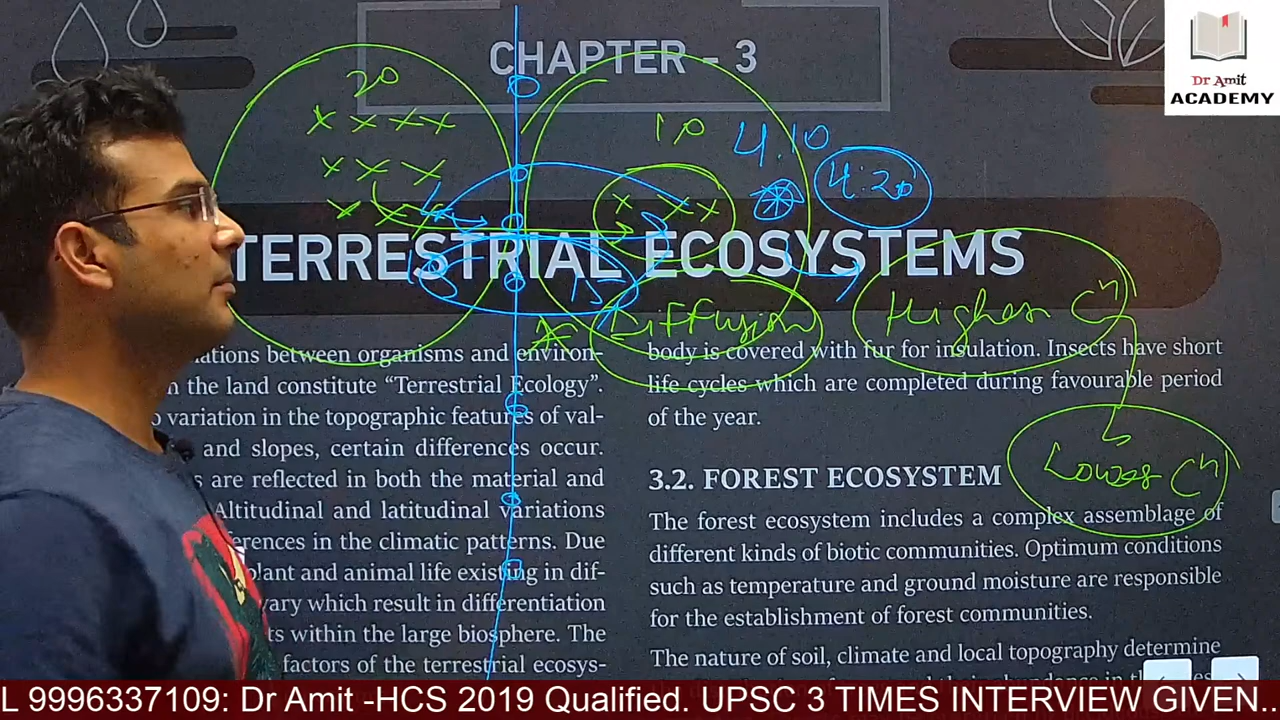 CHAPTER - 3
Dr Amit
ACADEMY
20
x x x x
x x x
10
x x x
4.10
4.20
TERRESTRIAL ECOSYSTEMS
15
Diffusion
Higher Cⁿ
Lower Cⁿ
ations between organisms and environ-
n the land constitute “Terrestrial Ecology”.
o variation in the topographic features of val-
and slopes, certain differences occur.
s are reflected in both the material and
Altitudinal and latitudinal variations
erences in the climatic patterns. Due
plant and animal life existing in dif-
vary which result in differentiation
ts within the large biosphere. The
factors of the terrestrial ecosys-
body is covered with fur for insulation. Insects have short
life cycles which are completed during favourable period
of the year.
3.2. FOREST ECOSYSTEM
The forest ecosystem includes a complex assemblage of
different kinds of biotic communities. Optimum conditions
such as temperature and ground moisture are responsible
for the establishment of forest communities.
The nature of soil, climate and local topography determine
L 9996337109: Dr Amit -HCS 2019 Qualified. UPSC 3 TIMES INTERVIEW GIVEN..